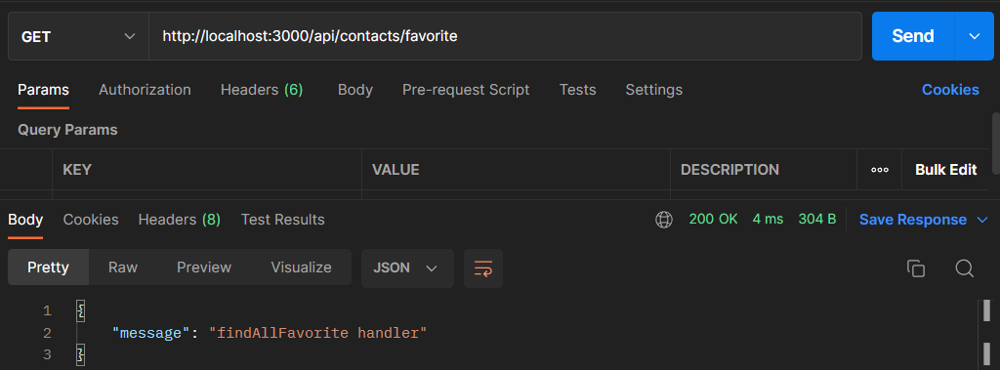 GET http://localhost:3000/api/contacts/favorite Send
Params Authorization Headers (6) Body Pre-request Script Tests Settings Cookies
Query Params
KEY VALUE DESCRIPTION Bulk Edit
Body Cookies Headers (8) Test Results 200 OK 4 ms 304 B Save Response
Pretty Raw Preview Visualize JSON
1 {
2 "message": "findAllFavorite handler"
3 }